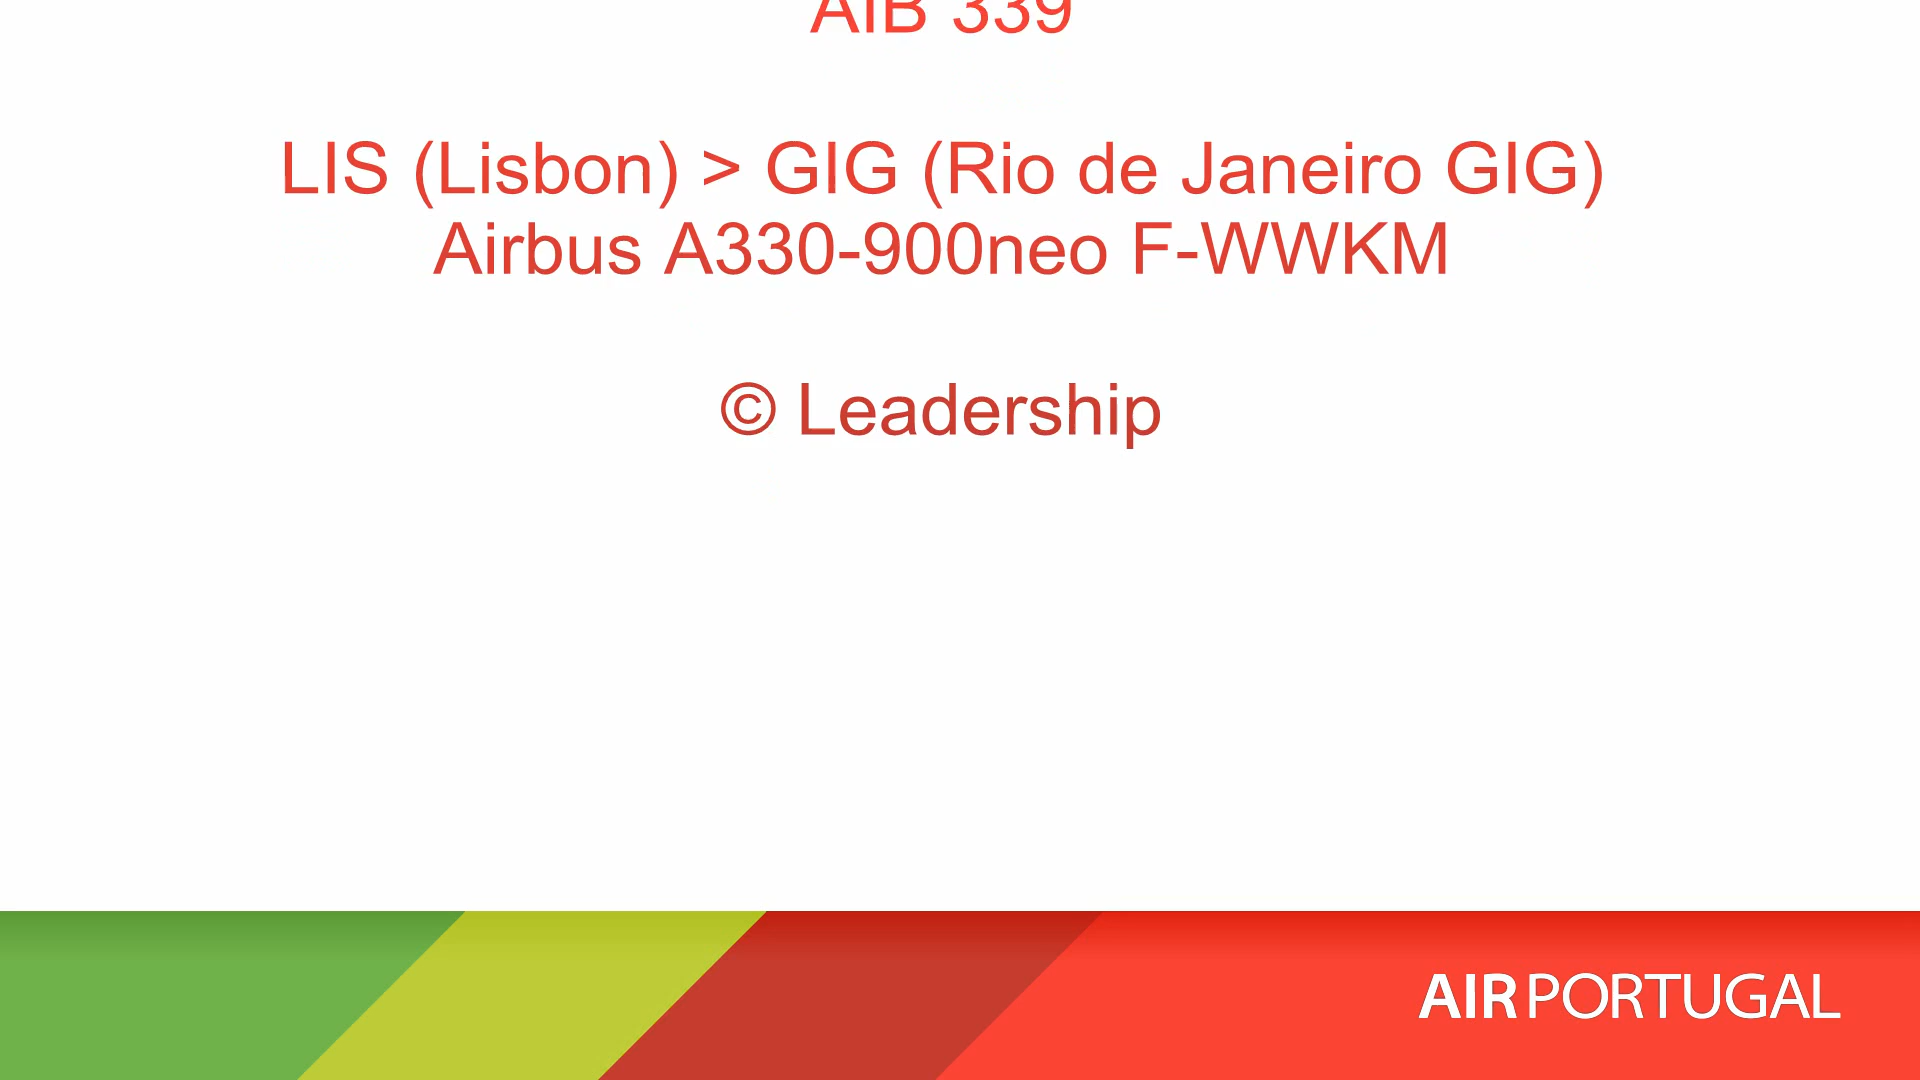 AIB 339
LIS (Lisbon) > GIG (Rio de Janeiro GIG)
Airbus A330-900neo F-WWKM
© Leadership
AIRPORTUGAL